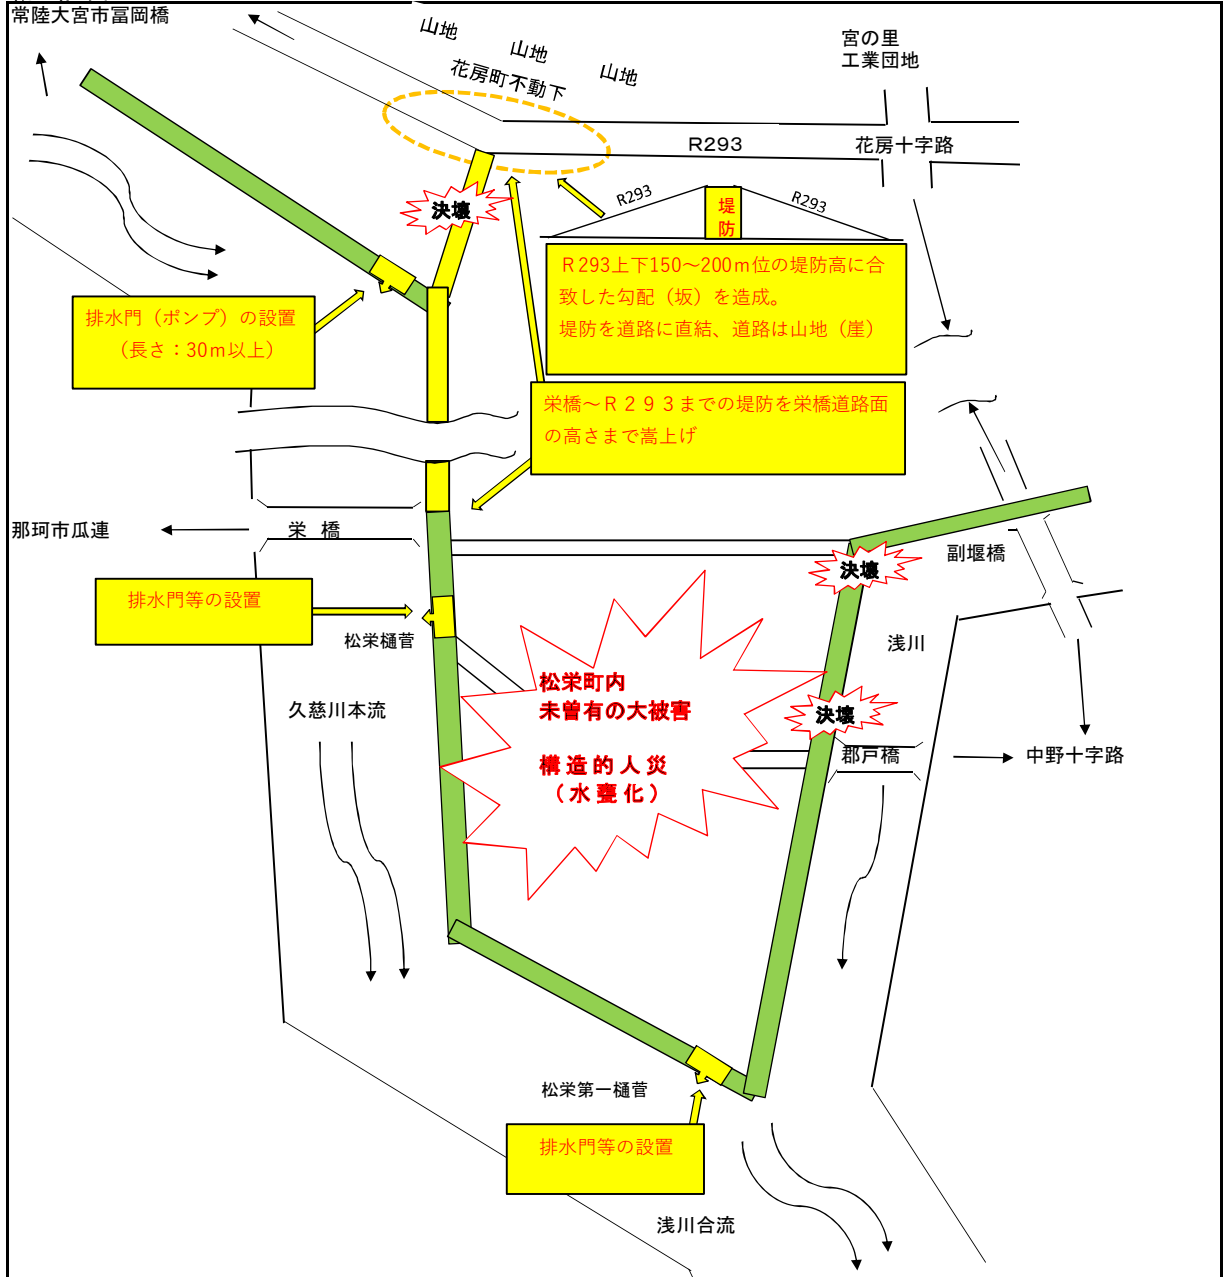 常陸大宮市冨岡橋
山地
山地
山地
花房町不動下
宮の里
工業団地
R293
花房十字路
決壊
R293
堤
防
R293
R293上下150～200ｍ位の堤防高に合
致した勾配（坂）を造成。
堤防を道路に直結、道路は山地（崖）
排水門（ポンプ）の設置
（長さ：30ｍ以上）
栄橋～Ｒ２９３までの堤防を栄橋道路面
の高さまで嵩上げ
那珂市瓜連
栄 橋
決壊
副堰橋
排水門等の設置
松栄樋菅
浅川
松栄町内
未曽有の大被害
構造的人災
（水甕化）
久慈川本流
決壊
郡戸橋
中野十字路
松栄第一樋菅
排水門等の設置
浅川合流